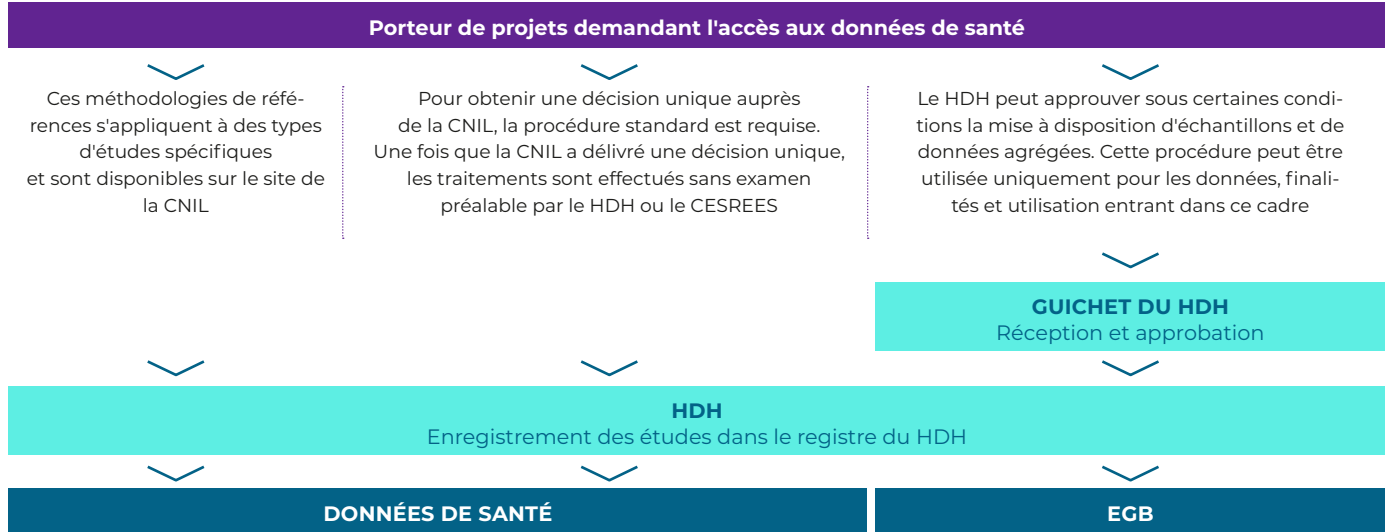 Porteur de projets demandant l'accès aux données de santé
Ces méthodologies de réfé-
rences s'appliquent à des types
d'études spécifiques
et sont disponibles sur le site de
la CNIL
Pour obtenir une décision unique auprès
de la CNIL, la procédure standard est requise.
Une fois que la CNIL a délivré une décision unique,
les traitements sont effectués sans examen
préalable par le HDH ou le CESREES
Le HDH peut approuver sous certaines condi-
tions la mise à disposition d'échantillons et de
données agrégées. Cette procédure peut être
utilisée uniquement pour les données, finali-
tés et utilisation entrant dans ce cadre
GUICHET DU HDH
Réception et approbation
HDH
Enregistrement des études dans le registre du HDH
DONNÉES DE SANTÉ
EGB